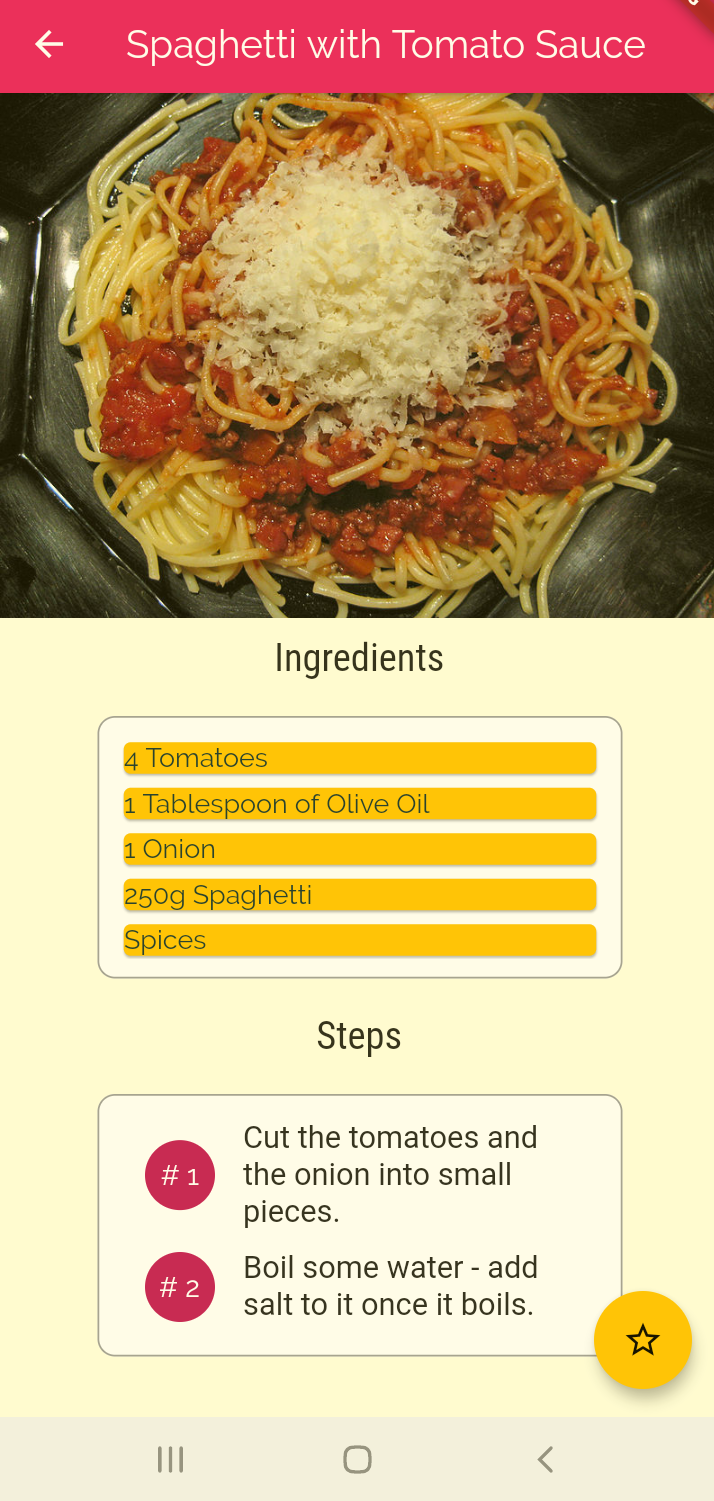 Spaghetti with Tomato Sauce
Ingredients
4 Tomatoes
1 Tablespoon of Olive Oil
1 Onion
250g Spaghetti
Spices
Steps
# 1
Cut the tomatoes and
the onion into small
pieces.
# 2
Boil some water - add
salt to it once it boils.